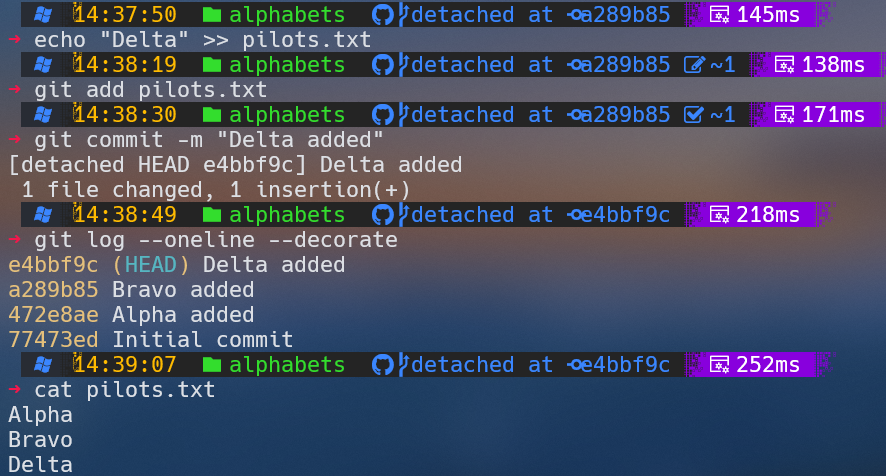 14:37:50 alphabets detached at a289b85 145ms
→ echo "Delta" >> pilots.txt
14:38:19 alphabets detached at a289b85 ~1 138ms
→ git add pilots.txt
14:38:30 alphabets detached at a289b85 ~1 171ms
→ git commit -m "Delta added"
[detached HEAD e4bbf9c] Delta added
1 file changed, 1 insertion(+)
14:38:49 alphabets detached at e4bbf9c 218ms
→ git log --oneline --decorate
e4bbf9c (HEAD) Delta added
a289b85 Bravo added
472e8ae Alpha added
77473ed Initial commit
14:39:07 alphabets detached at e4bbf9c 252ms
→ cat pilots.txt
Alpha
Bravo
Delta